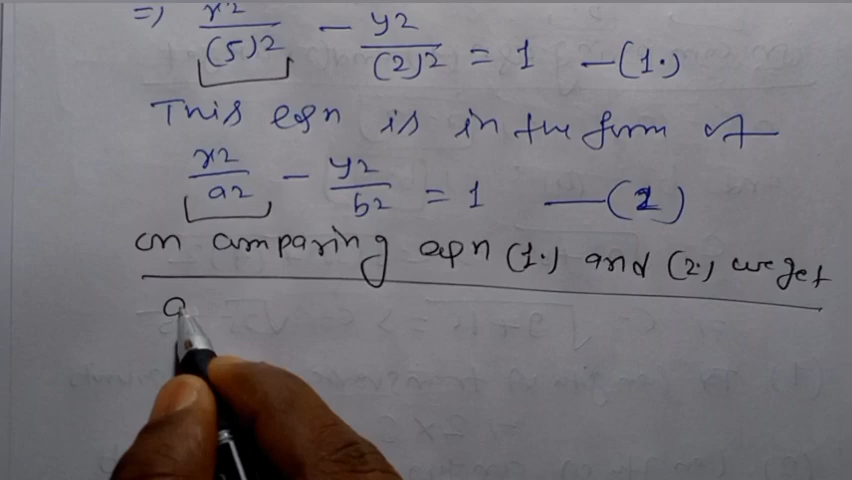 => x2/(5)2 - y2/(2)2 = 1 —(1.)
This eqn is in the form of
x2/a2 - y2/b2 = 1 —(2)
on comparing eqn (1.) and (2.) we get
a